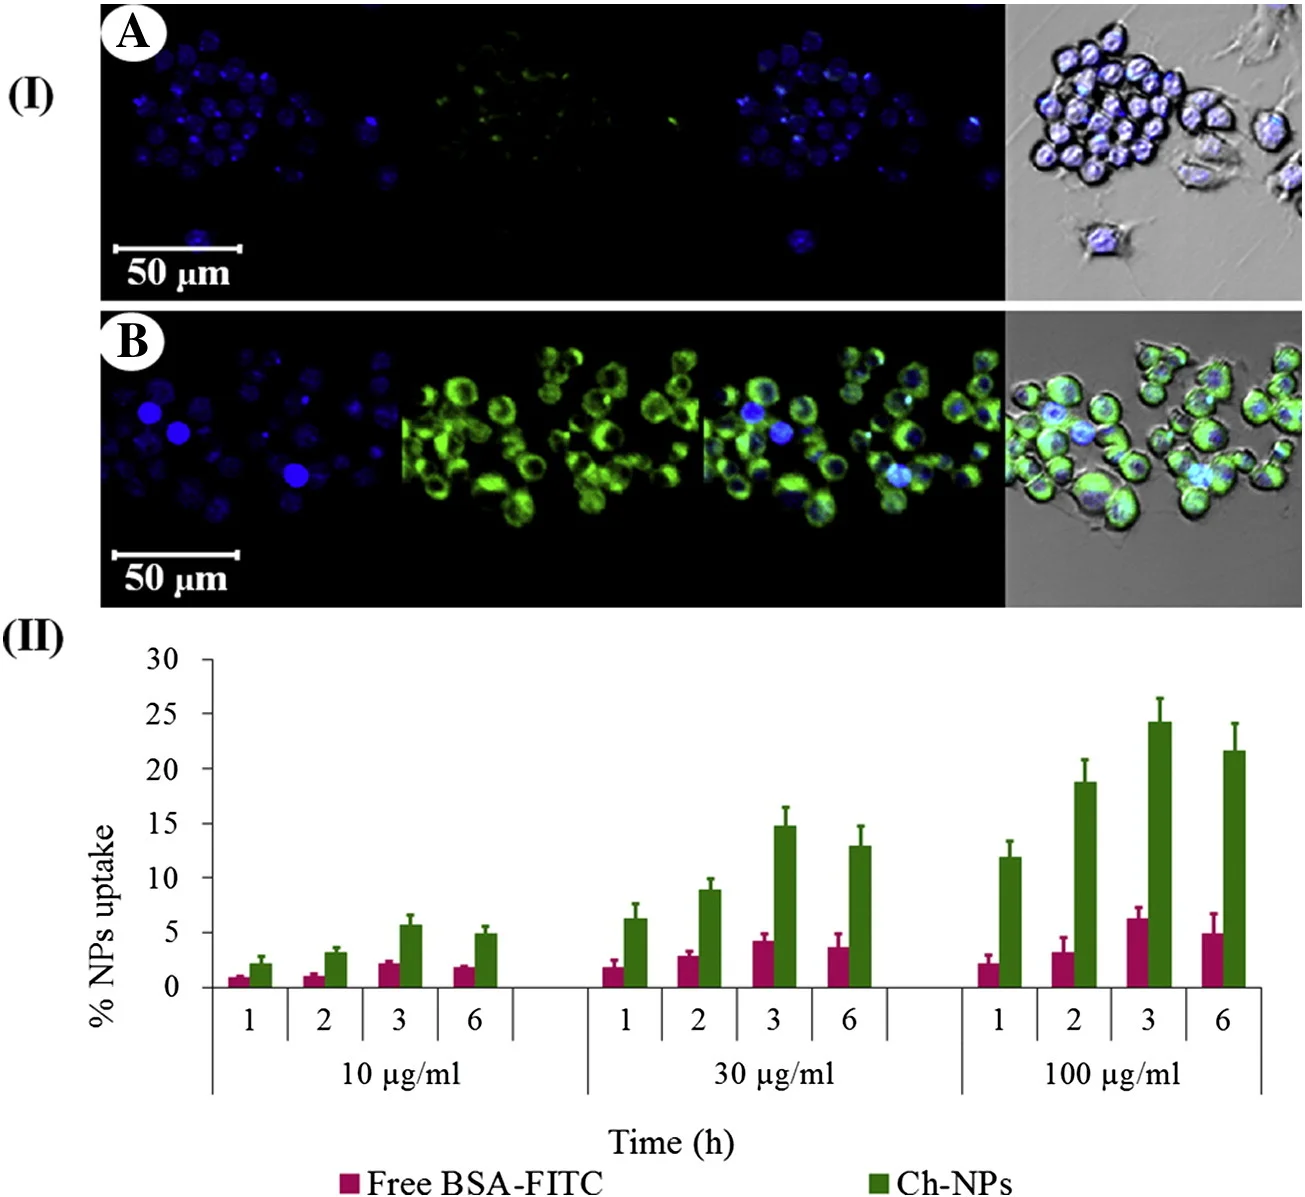 A
(I)
50 μm
B
50 μm
(II)
30
25
20
15
10
5
0
% NPs uptake
1 2 3 6 1 2 3 6 1 2 3 6
10 μg/ml 30 μg/ml 100 μg/ml
Time (h)
Free BSA-FITC Ch-NPs